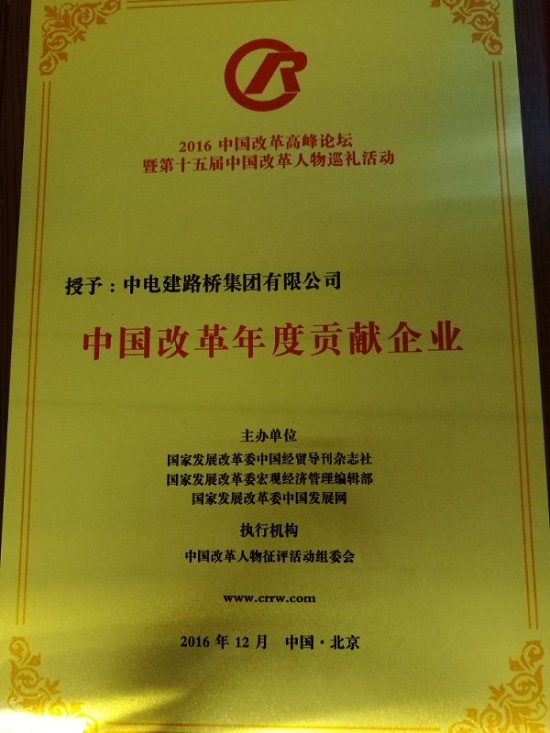 R
2016 中国改革高峰论坛
暨第十五届中国改革人物巡礼活动
授予：中电建路桥集团有限公司
中国改革年度贡献企业
主办单位
国家发展改革委中国经贸导刊杂志社
国家发展改革委宏观经济管理编辑部
国家发展改革委中国发展网
执行机构
中国改革人物征评活动组委会
www.crrw.com
2016 年 12 月 中国·北京